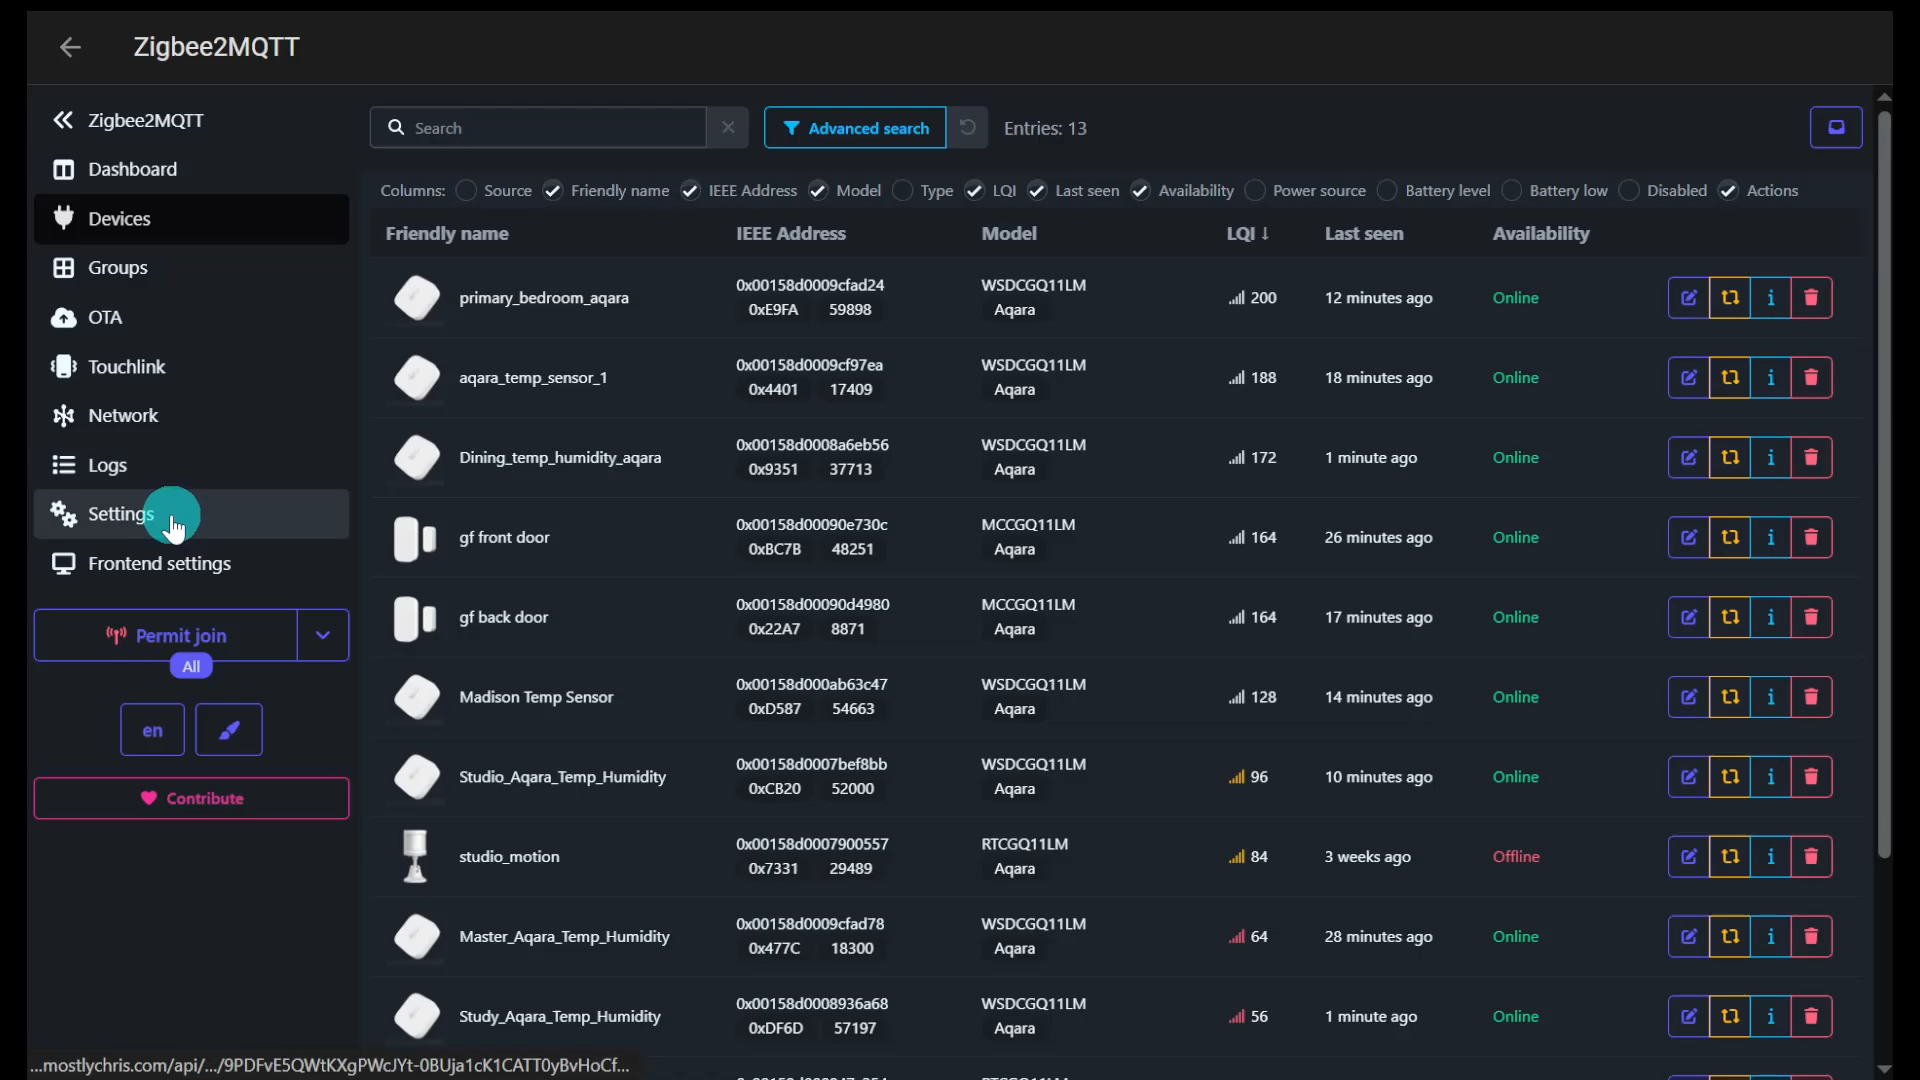 Zigbee2MQTT
Zigbee2MQTT
Dashboard
Devices
Groups
OTA
Touchlink
Network
Logs
Settings
Frontend settings
Permit join
All
en
Contribute
Search
Advanced search
Entries: 13
Columns: Source Friendly name IEEE Address Model Type LQI Last seen Availability Power source Battery level Battery low Disabled Actions
Friendly name IEEE Address Model LQI ↓ Last seen Availability
primary_bedroom_aqara 0x00158d0009cfad24 WSDCGQ11LM 200 12 minutes ago Online
0xE9FA 59898 Aqara
aqara_temp_sensor_1 0x00158d0009cf97ea WSDCGQ11LM 188 18 minutes ago Online
0x4401 17409 Aqara
Dining_temp_humidity_aqara 0x00158d0008a6eb56 WSDCGQ11LM 172 1 minute ago Online
0x9351 37713 Aqara
gf front door 0x00158d00090e730c MCCGQ11LM 164 26 minutes ago Online
0xBC7B 48251 Aqara
gf back door 0x00158d00090d4980 MCCGQ11LM 164 17 minutes ago Online
0x22A7 8871 Aqara
Madison Temp Sensor 0x00158d000ab63c47 WSDCGQ11LM 128 14 minutes ago Online
0xD587 54663 Aqara
Studio_Aqara_Temp_Humidity 0x00158d0007bef8bb WSDCGQ11LM 96 10 minutes ago Online
0xCB20 52000 Aqara
studio_motion 0x00158d0007900557 RTCGQ11LM 84 3 weeks ago Offline
0x7331 29489 Aqara
Master_Aqara_Temp_Humidity 0x00158d0009cfad78 WSDCGQ11LM 64 28 minutes ago Online
0x477C 18300 Aqara
Study_Aqara_Temp_Humidity 0x00158d0008936a68 WSDCGQ11LM 56 1 minute ago Online
0xDF6D 57197 Aqara
...mostlychris.com/api/.../9PDFvE5QWtKXgPWcJYt-0BUja1cK1CATT0yBvHoCf...